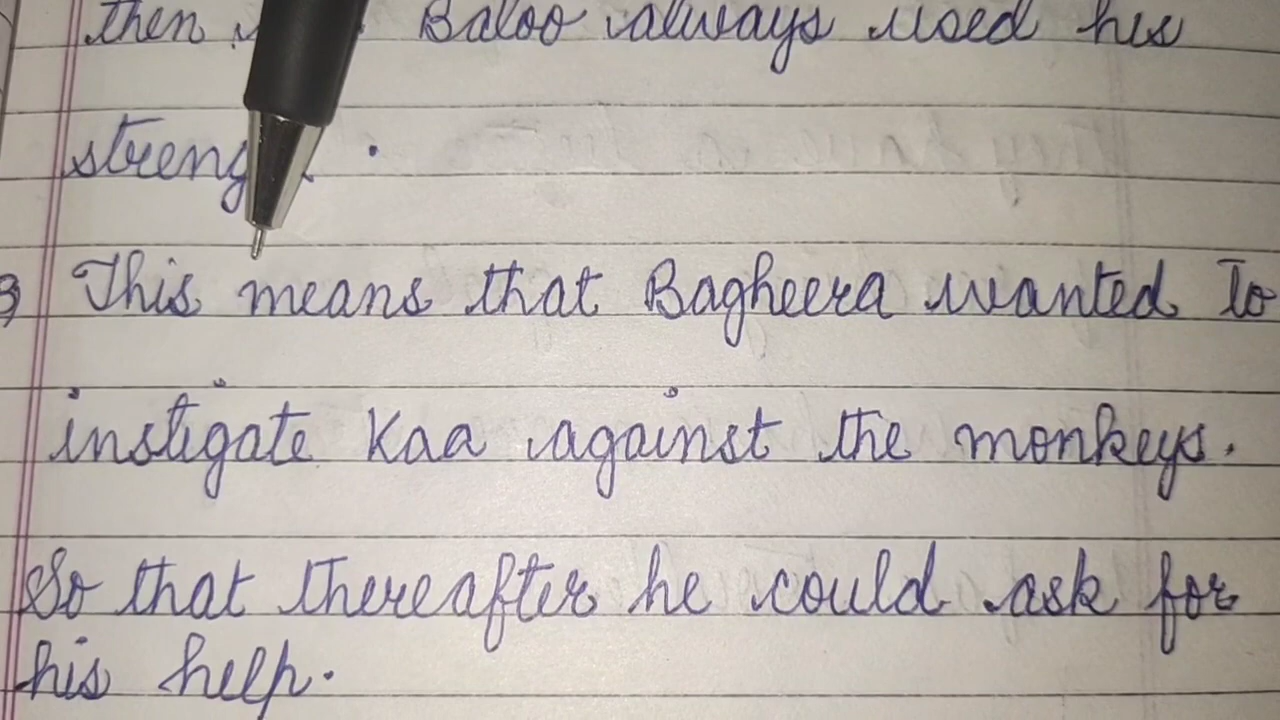 then Baloo always used his
streng .
3 This means that Bagheera wanted To
instigate Kaa against the monkeys.
So that thereafter he could ask for
his help.